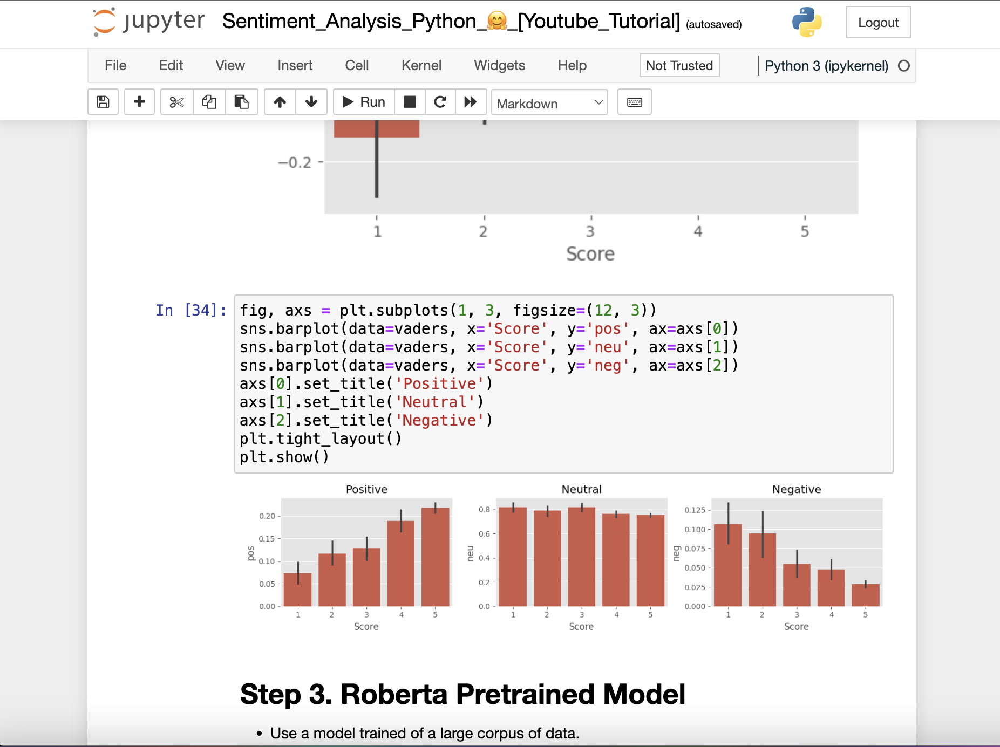 jupyter Sentiment_Analysis_Python_🤗_[Youtube_Tutorial] (autosaved) Logout
File Edit View Insert Cell Kernel Widgets Help Not Trusted Python 3 (ipykernel)
Run Markdown
−0.2
1 2 3 4 5
Score
In [34]:
fig, axs = plt.subplots(1, 3, figsize=(12, 3))
sns.barplot(data=vaders, x='Score', y='pos', ax=axs[0])
sns.barplot(data=vaders, x='Score', y='neu', ax=axs[1])
sns.barplot(data=vaders, x='Score', y='neg', ax=axs[2])
axs[0].set_title('Positive')
axs[1].set_title('Neutral')
axs[2].set_title('Negative')
plt.tight_layout()
plt.show()
Positive
pos
0.20
0.15
0.10
0.05
0.00
1 2 3 4 5
Score
Neutral
neu
0.8
0.6
0.4
0.2
0.0
1 2 3 4 5
Score
Negative
neg
0.125
0.100
0.075
0.050
0.025
0.000
1 2 3 4 5
Score
Step 3. Roberta Pretrained Model
• Use a model trained of a large corpus of data.